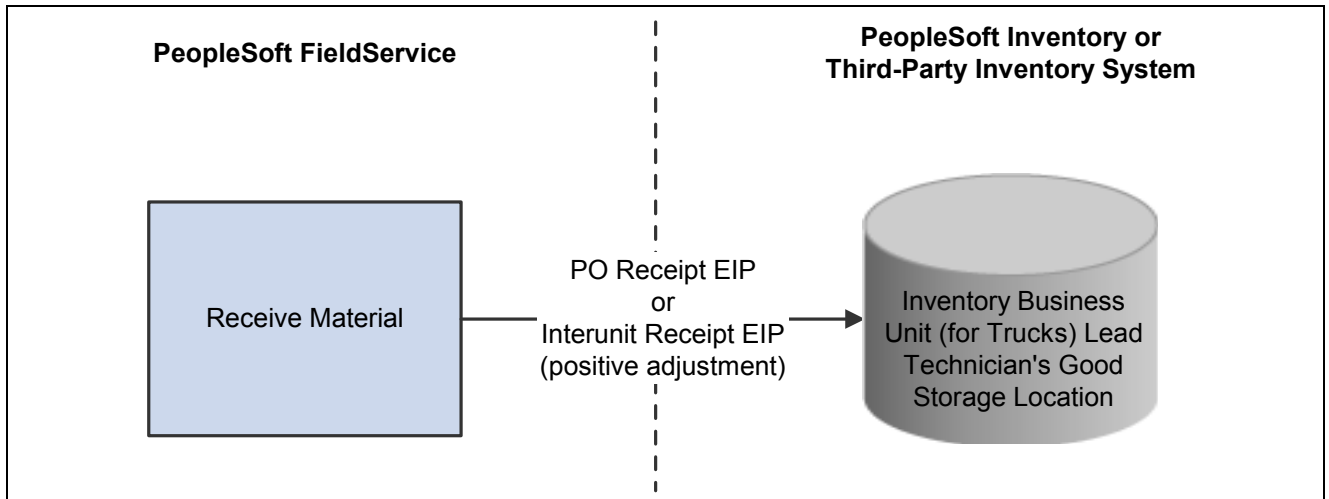 PeopleSoft FieldService
PeopleSoft Inventory or
Third-Party Inventory System
Receive Material
PO Receipt EIP
or
Interunit Receipt EIP
(positive adjustment)
Inventory Business
Unit (for Trucks) Lead
Technician's Good
Storage Location